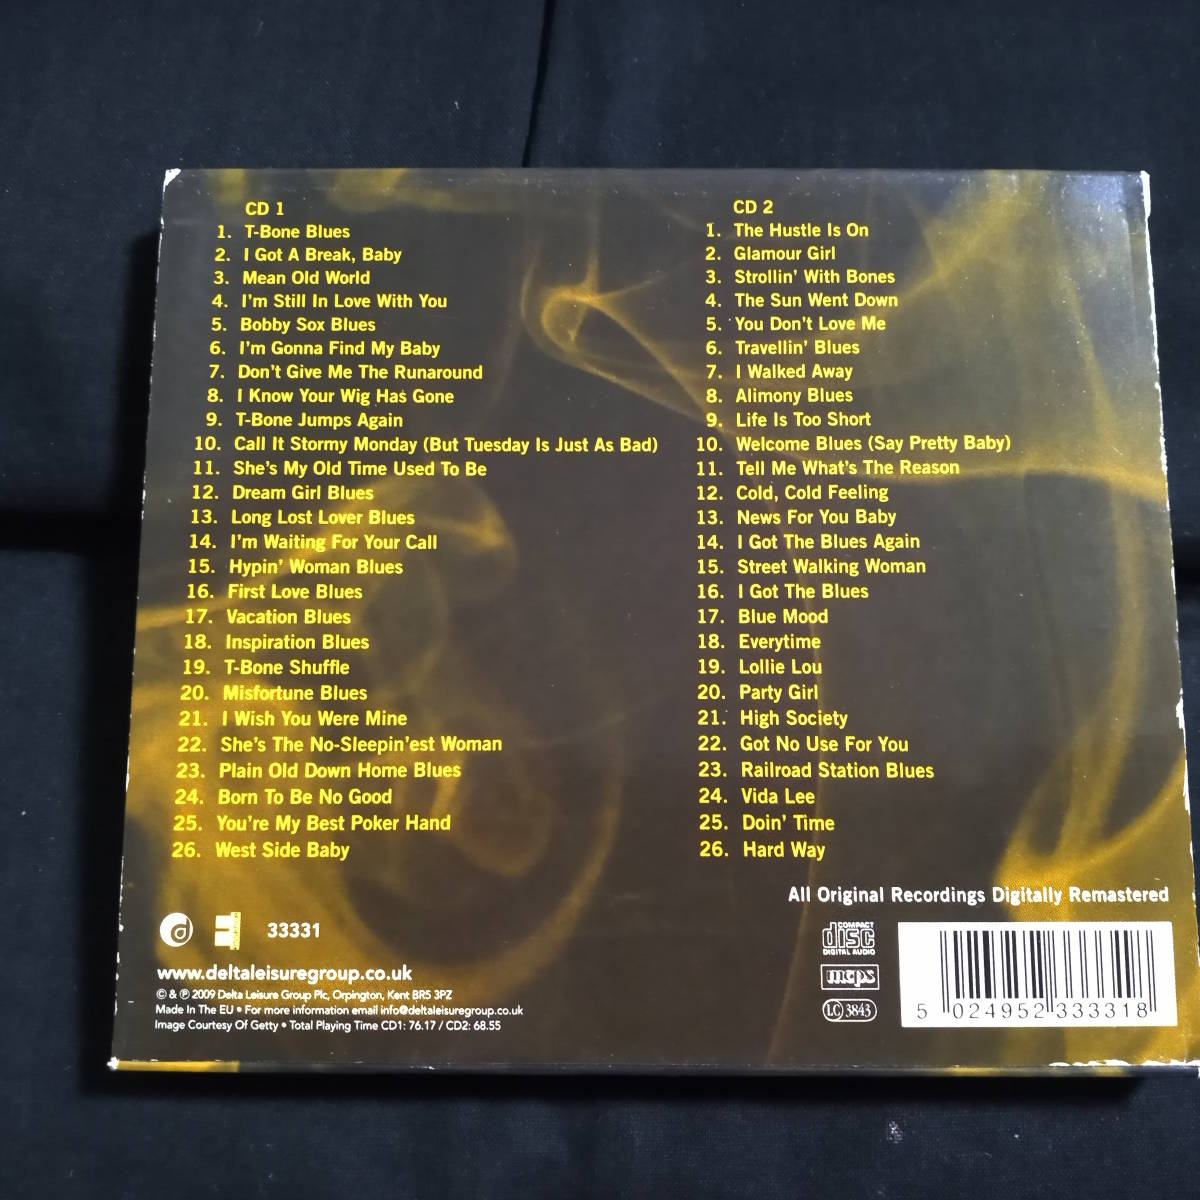 CD 1
1. T-Bone Blues
2. I Got A Break, Baby
3. Mean Old World
4. I'm Still In Love With You
5. Bobby Sox Blues
6. I'm Gonna Find My Baby
7. Don't Give Me The Runaround
8. I Know Your Wig Has Gone
9. T-Bone Jumps Again
10. Call It Stormy Monday (But Tuesday Is Just As Bad)
11. She's My Old Time Used To Be
12. Dream Girl Blues
13. Long Lost Lover Blues
14. I'm Waiting For Your Call
15. Hypin' Woman Blues
16. First Love Blues
17. Vacation Blues
18. Inspiration Blues
19. T-Bone Shuffle
20. Misfortune Blues
21. I Wish You Were Mine
22. She's The No-Sleepin'est Woman
23. Plain Old Down Home Blues
24. Born To Be No Good
25. You're My Best Poker Hand
26. West Side Baby
CD 2
1. The Hustle Is On
2. Glamour Girl
3. Strollin' With Bones
4. The Sun Went Down
5. You Don't Love Me
6. Travellin' Blues
7. I Walked Away
8. Alimony Blues
9. Life Is Too Short
10. Welcome Blues (Say Pretty Baby)
11. Tell Me What's The Reason
12. Cold, Cold Feeling
13. News For You Baby
14. I Got The Blues Again
15. Street Walking Woman
16. I Got The Blues
17. Blue Mood
18. Everytime
19. Lollie Lou
20. Party Girl
21. High Society
22. Got No Use For You
23. Railroad Station Blues
24. Vida Lee
25. Doin' Time
26. Hard Way
All Original Recordings Digitally Remastered
33331
www.deltaleisuregroup.co.uk
© & ℗ 2009 Delta Leisure Group Plc, Orpington, Kent BR5 3PZ
Made In The EU • For more information email info@deltaleisuregroup.co.uk
Image Courtesy Of Getty • Total Playing Time CD1: 76.17 / CD2: 68.55
COMPACT
disc
DIGITAL AUDIO
mcps
LC 3843
5 024952 333318